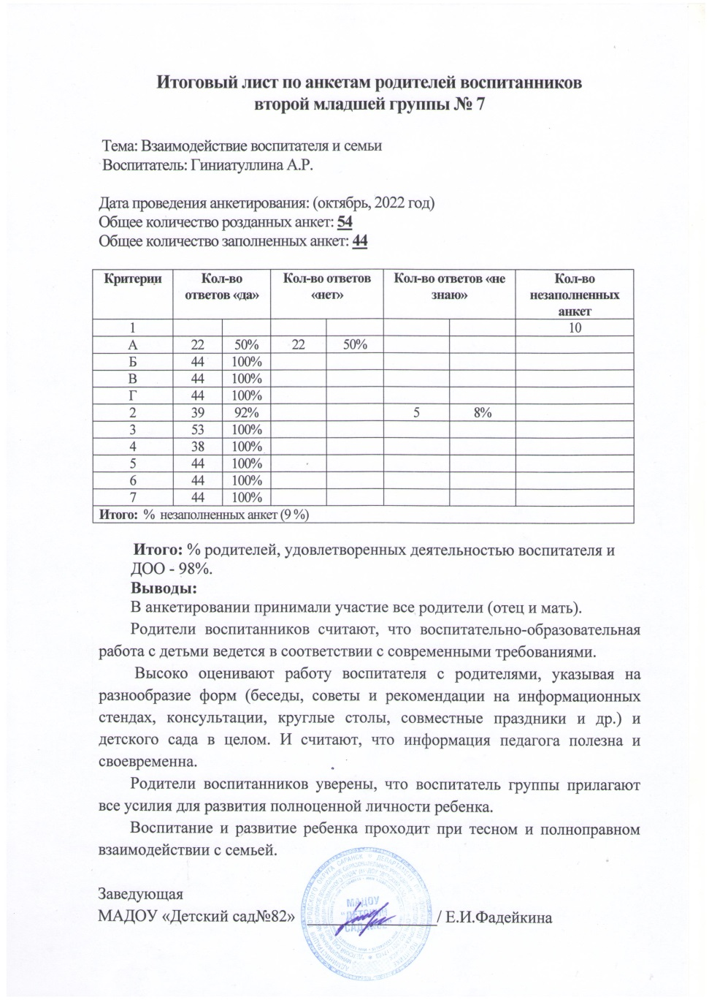 Итоговый лист по анкетам родителей воспитанников
второй младшей группы № 7
Тема: Взаимодействие воспитателя и семьи
Воспитатель: Гиниатуллина А.Р.
Дата проведения анкетирования: (октябрь, 2022 год)
Общее количество розданных анкет: 54
Общее количество заполненных анкет: 44
Критерии Кол-во ответов «да» Кол-во ответов «нет» Кол-во ответов «не знаю» Кол-во незаполненных анкет
1 10
А 22 50% 22 50%
Б 44 100%
В 44 100%
Г 44 100%
2 39 92% 5 8%
3 53 100%
4 38 100%
5 44 100%
6 44 100%
7 44 100%
Итого: % незаполненных анкет (9 %)
Итого: % родителей, удовлетворенных деятельностью воспитателя и
ДОО - 98%.
Выводы:
В анкетировании принимали участие все родители (отец и мать).
Родители воспитанников считают, что воспитательно-образовательная
работа с детьми ведется в соответствии с современными требованиями.
Высоко оценивают работу воспитателя с родителями, указывая на
разнообразие форм (беседы, советы и рекомендации на информационных
стендах, консультации, круглые столы, совместные праздники и др.) и
детского сада в целом. И считают, что информация педагога полезна и
своевременна.
Родители воспитанников уверены, что воспитатель группы прилагают
все усилия для развития полноценной личности ребенка.
Воспитание и развитие ребенка проходит при тесном и полноправном
взаимодействии с семьей.
Заведующая
МАДОУ «Детский сад№82» / Е.И.Фадейкина
МАДОУ
"ДЕТСКИЙ
САД №82"